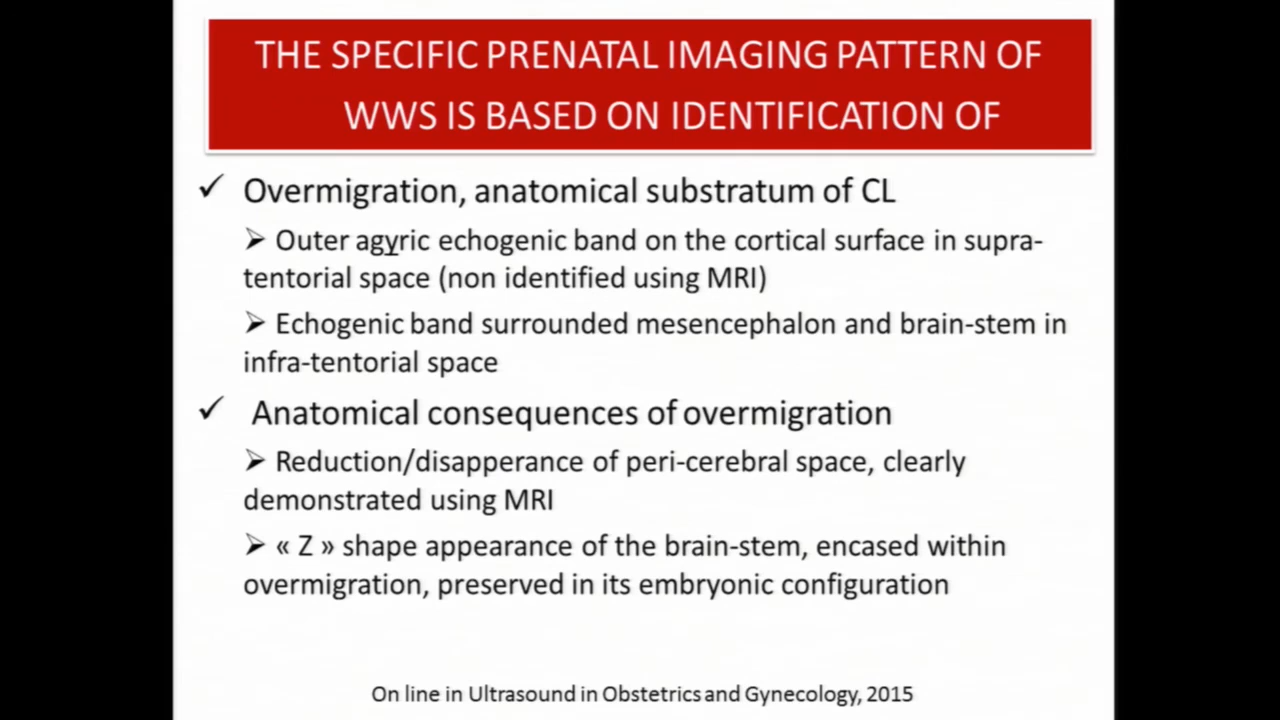 THE SPECIFIC PRENATAL IMAGING PATTERN OF
WWS IS BASED ON IDENTIFICATION OF
✓ Overmigration, anatomical substratum of CL
➢ Outer agyric echogenic band on the cortical surface in supra-
tentorial space (non identified using MRI)
➢ Echogenic band surrounded mesencephalon and brain-stem in
infra-tentorial space
✓ Anatomical consequences of overmigration
➢ Reduction/disapperance of peri-cerebral space, clearly
demonstrated using MRI
➢ « Z » shape appearance of the brain-stem, encased within
overmigration, preserved in its embryonic configuration
On line in Ultrasound in Obstetrics and Gynecology, 2015